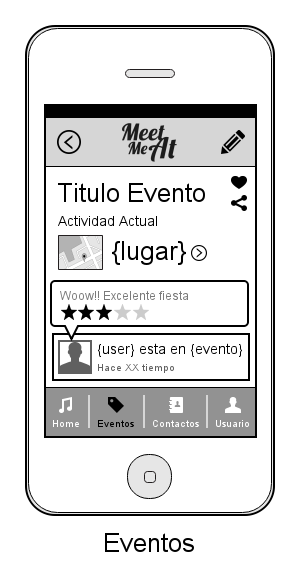 Meet
Me At
Titulo Evento
Actividad Actual
{lugar}
Woow!! Excelente fiesta
{user} esta en {evento}
Hace XX tiempo
Home Eventos Contactos Usuario
Eventos